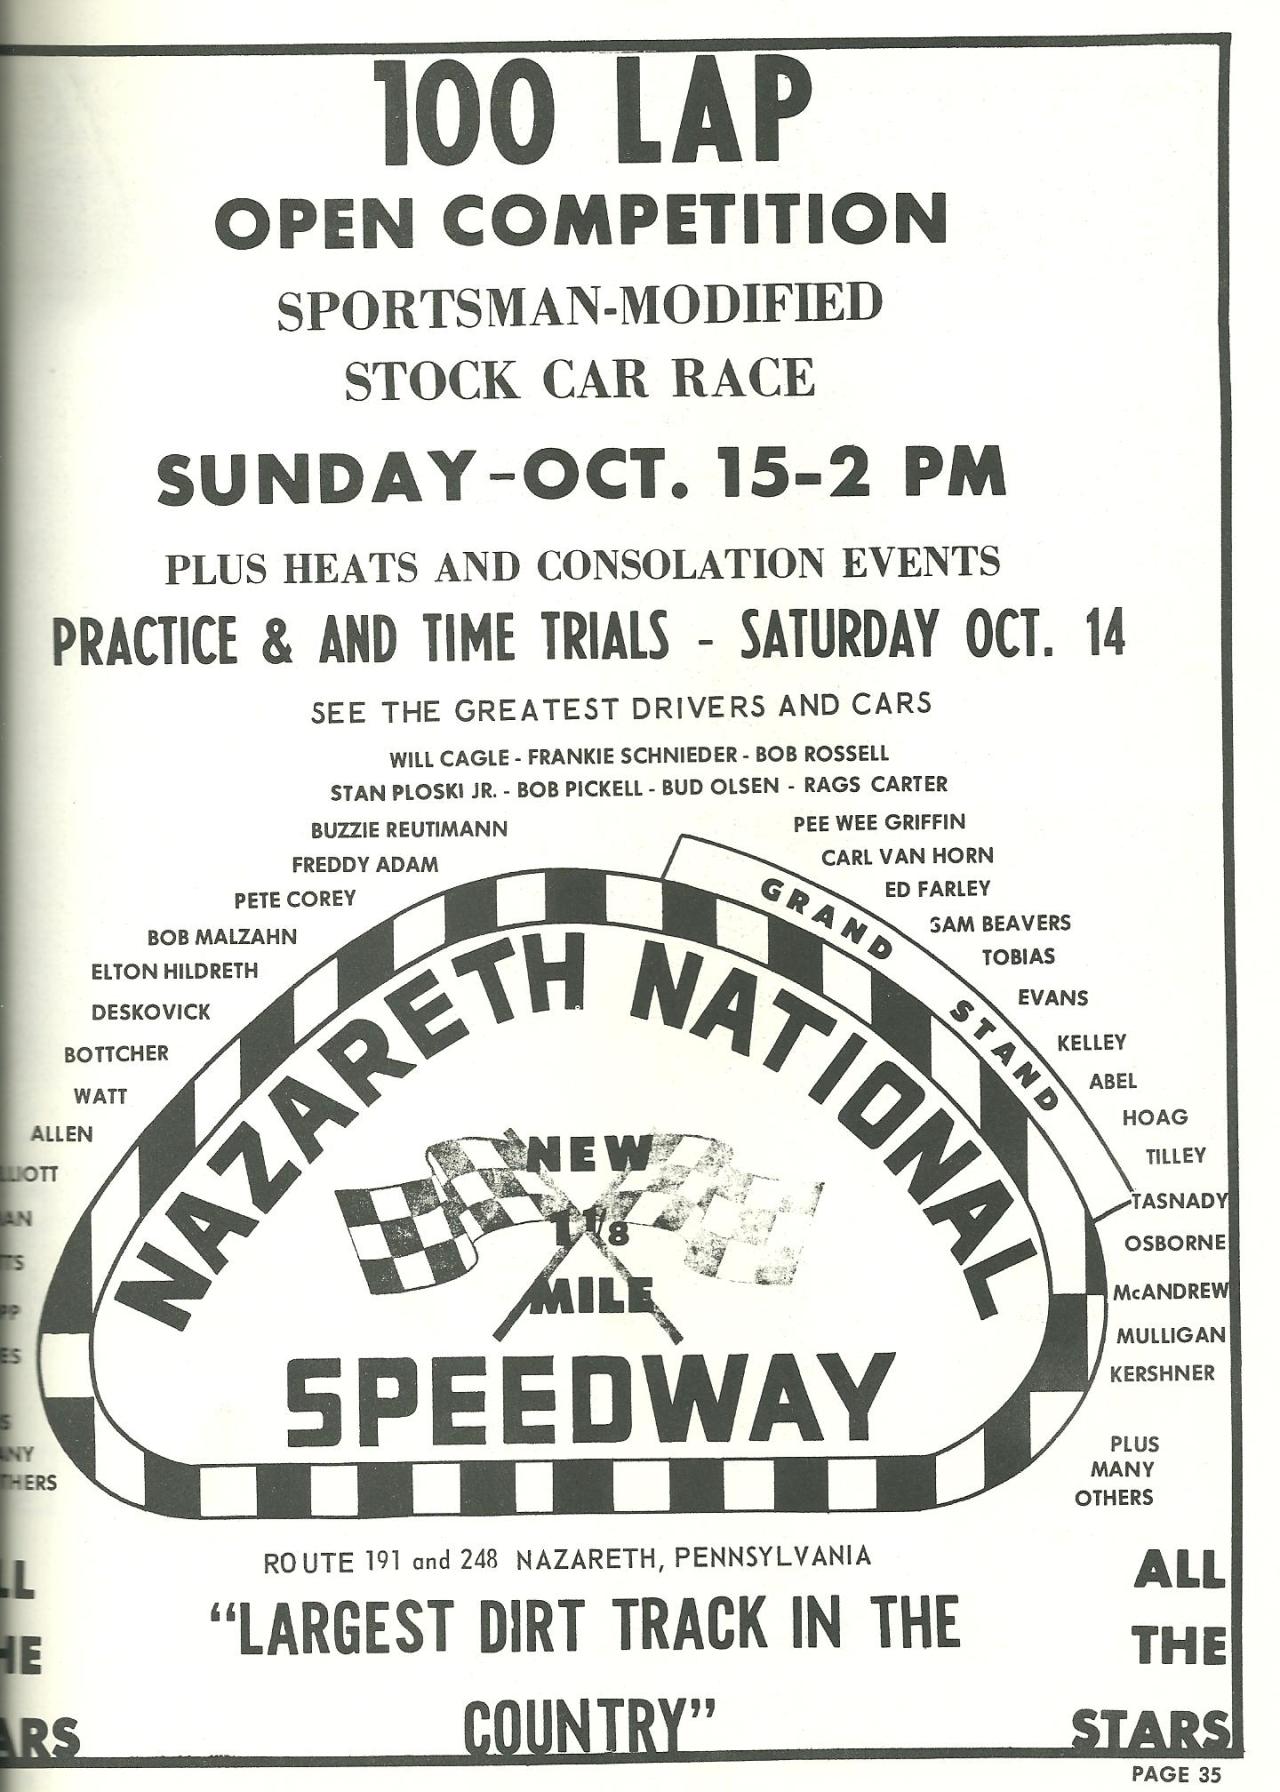 100 LAP
OPEN COMPETITION
SPORTSMAN-MODIFIED
STOCK CAR RACE
SUNDAY-OCT. 15-2 PM
PLUS HEATS AND CONSOLATION EVENTS
PRACTICE & AND TIME TRIALS - SATURDAY OCT. 14
SEE THE GREATEST DRIVERS AND CARS
WILL CAGLE - FRANKIE SCHNIEDER - BOB ROSSELL
STAN PLOSKI JR. - BOB PICKELL - BUD OLSEN - RAGS CARTER
BUZZIE REUTIMANN
FREDDY ADAM
PETE COREY
BOB MALZAHN
ELTON HILDRETH
DESKOVICK
BOTTCHER
WATT
ALLEN
PEE WEE GRIFFIN
CARL VAN HORN
ED FARLEY
SAM BEAVERS
TOBIAS
EVANS
KELLEY
ABEL
HOAG
TILLEY
TASNADY
OSBORNE
McANDREW
MULLIGAN
KERSHNER
PLUS
MANY
OTHERS
GRAND STAND
NAZARETH NATIONAL
NEW
1 1/8
MILE
SPEEDWAY
ROUTE 191 and 248 NAZARETH, PENNSYLVANIA
"LARGEST DIRT TRACK IN THE
COUNTRY"
ALL
THE
STARS
PAGE 35